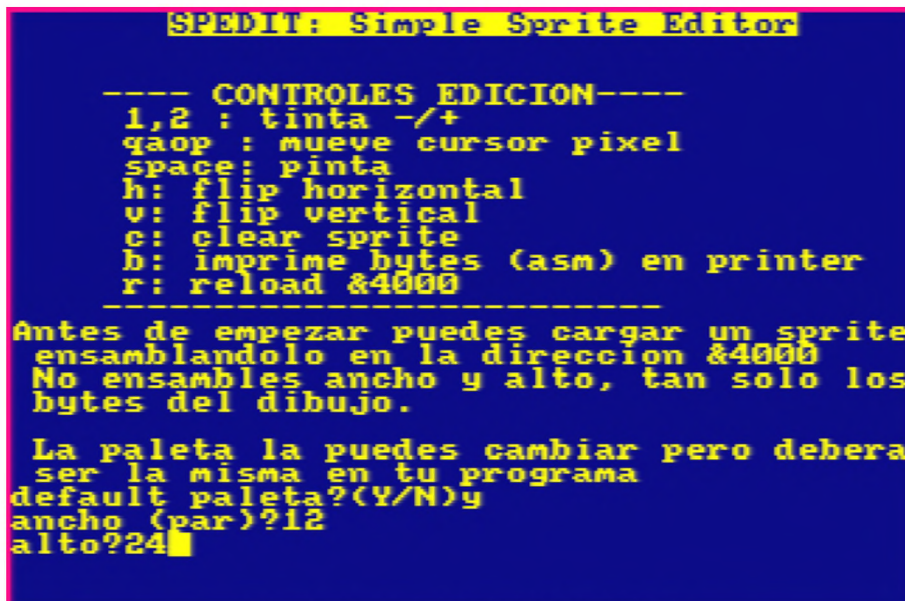 SPEDIT: Simple Sprite Editor
---- CONTROLES EDICION----
1,2 : tinta -/+
qaop : mueve cursor pixel
space: pinta
h: flip horizontal
v: flip vertical
c: clear sprite
b: imprime bytes (asm) en printer
r: reload &4000
---------------------------
Antes de empezar puedes cargar un sprite
ensamblandolo en la direccion &4000
No ensambles ancho y alto, tan solo los
bytes del dibujo.
La paleta la puedes cambiar pero debera
ser la misma en tu programa
default paleta?(Y/N)y
ancho (par)?12
alto?24